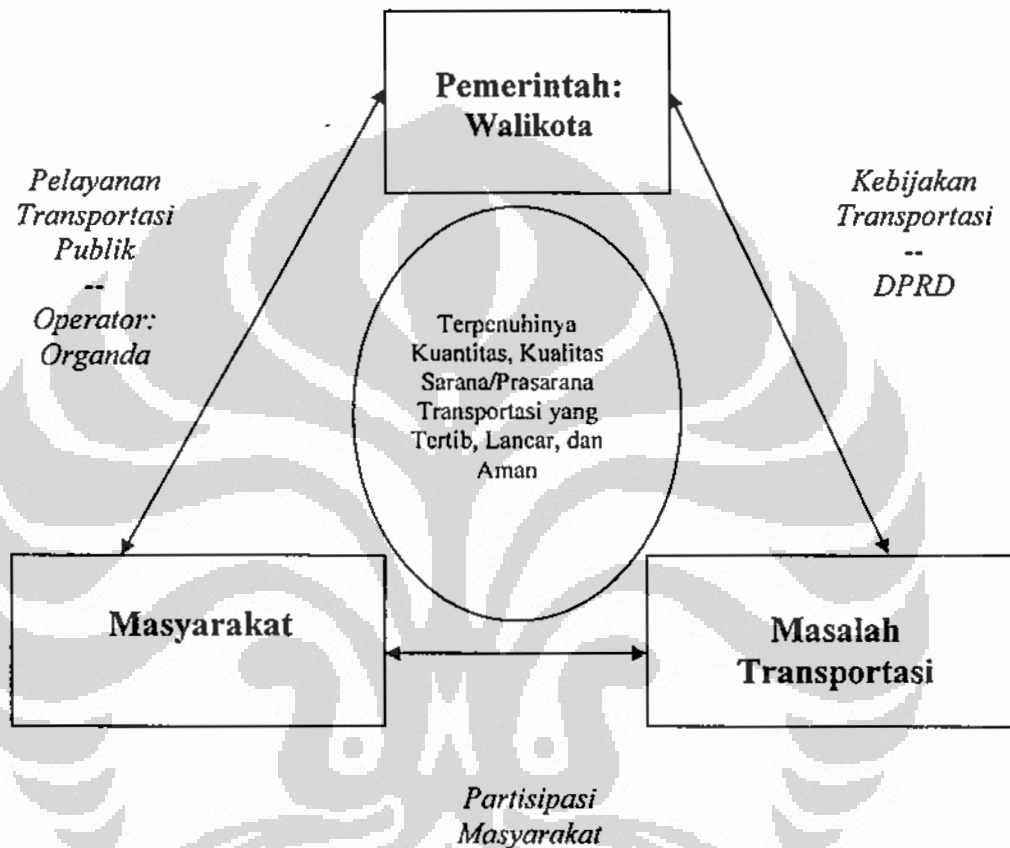 Pemerintah:
Walikota
Pelayanan
Transportasi
Publik
--
Operator:
Organda
Kebijakan
Transportasi
--
DPRD
Terpenuhinya
Kuantitas, Kualitas
Sarana/Prasarana
Transportasi yang
Tertib, Lancar, dan
Aman
Masyarakat
Masalah
Transportasi
Partisipasi
Masyarakat